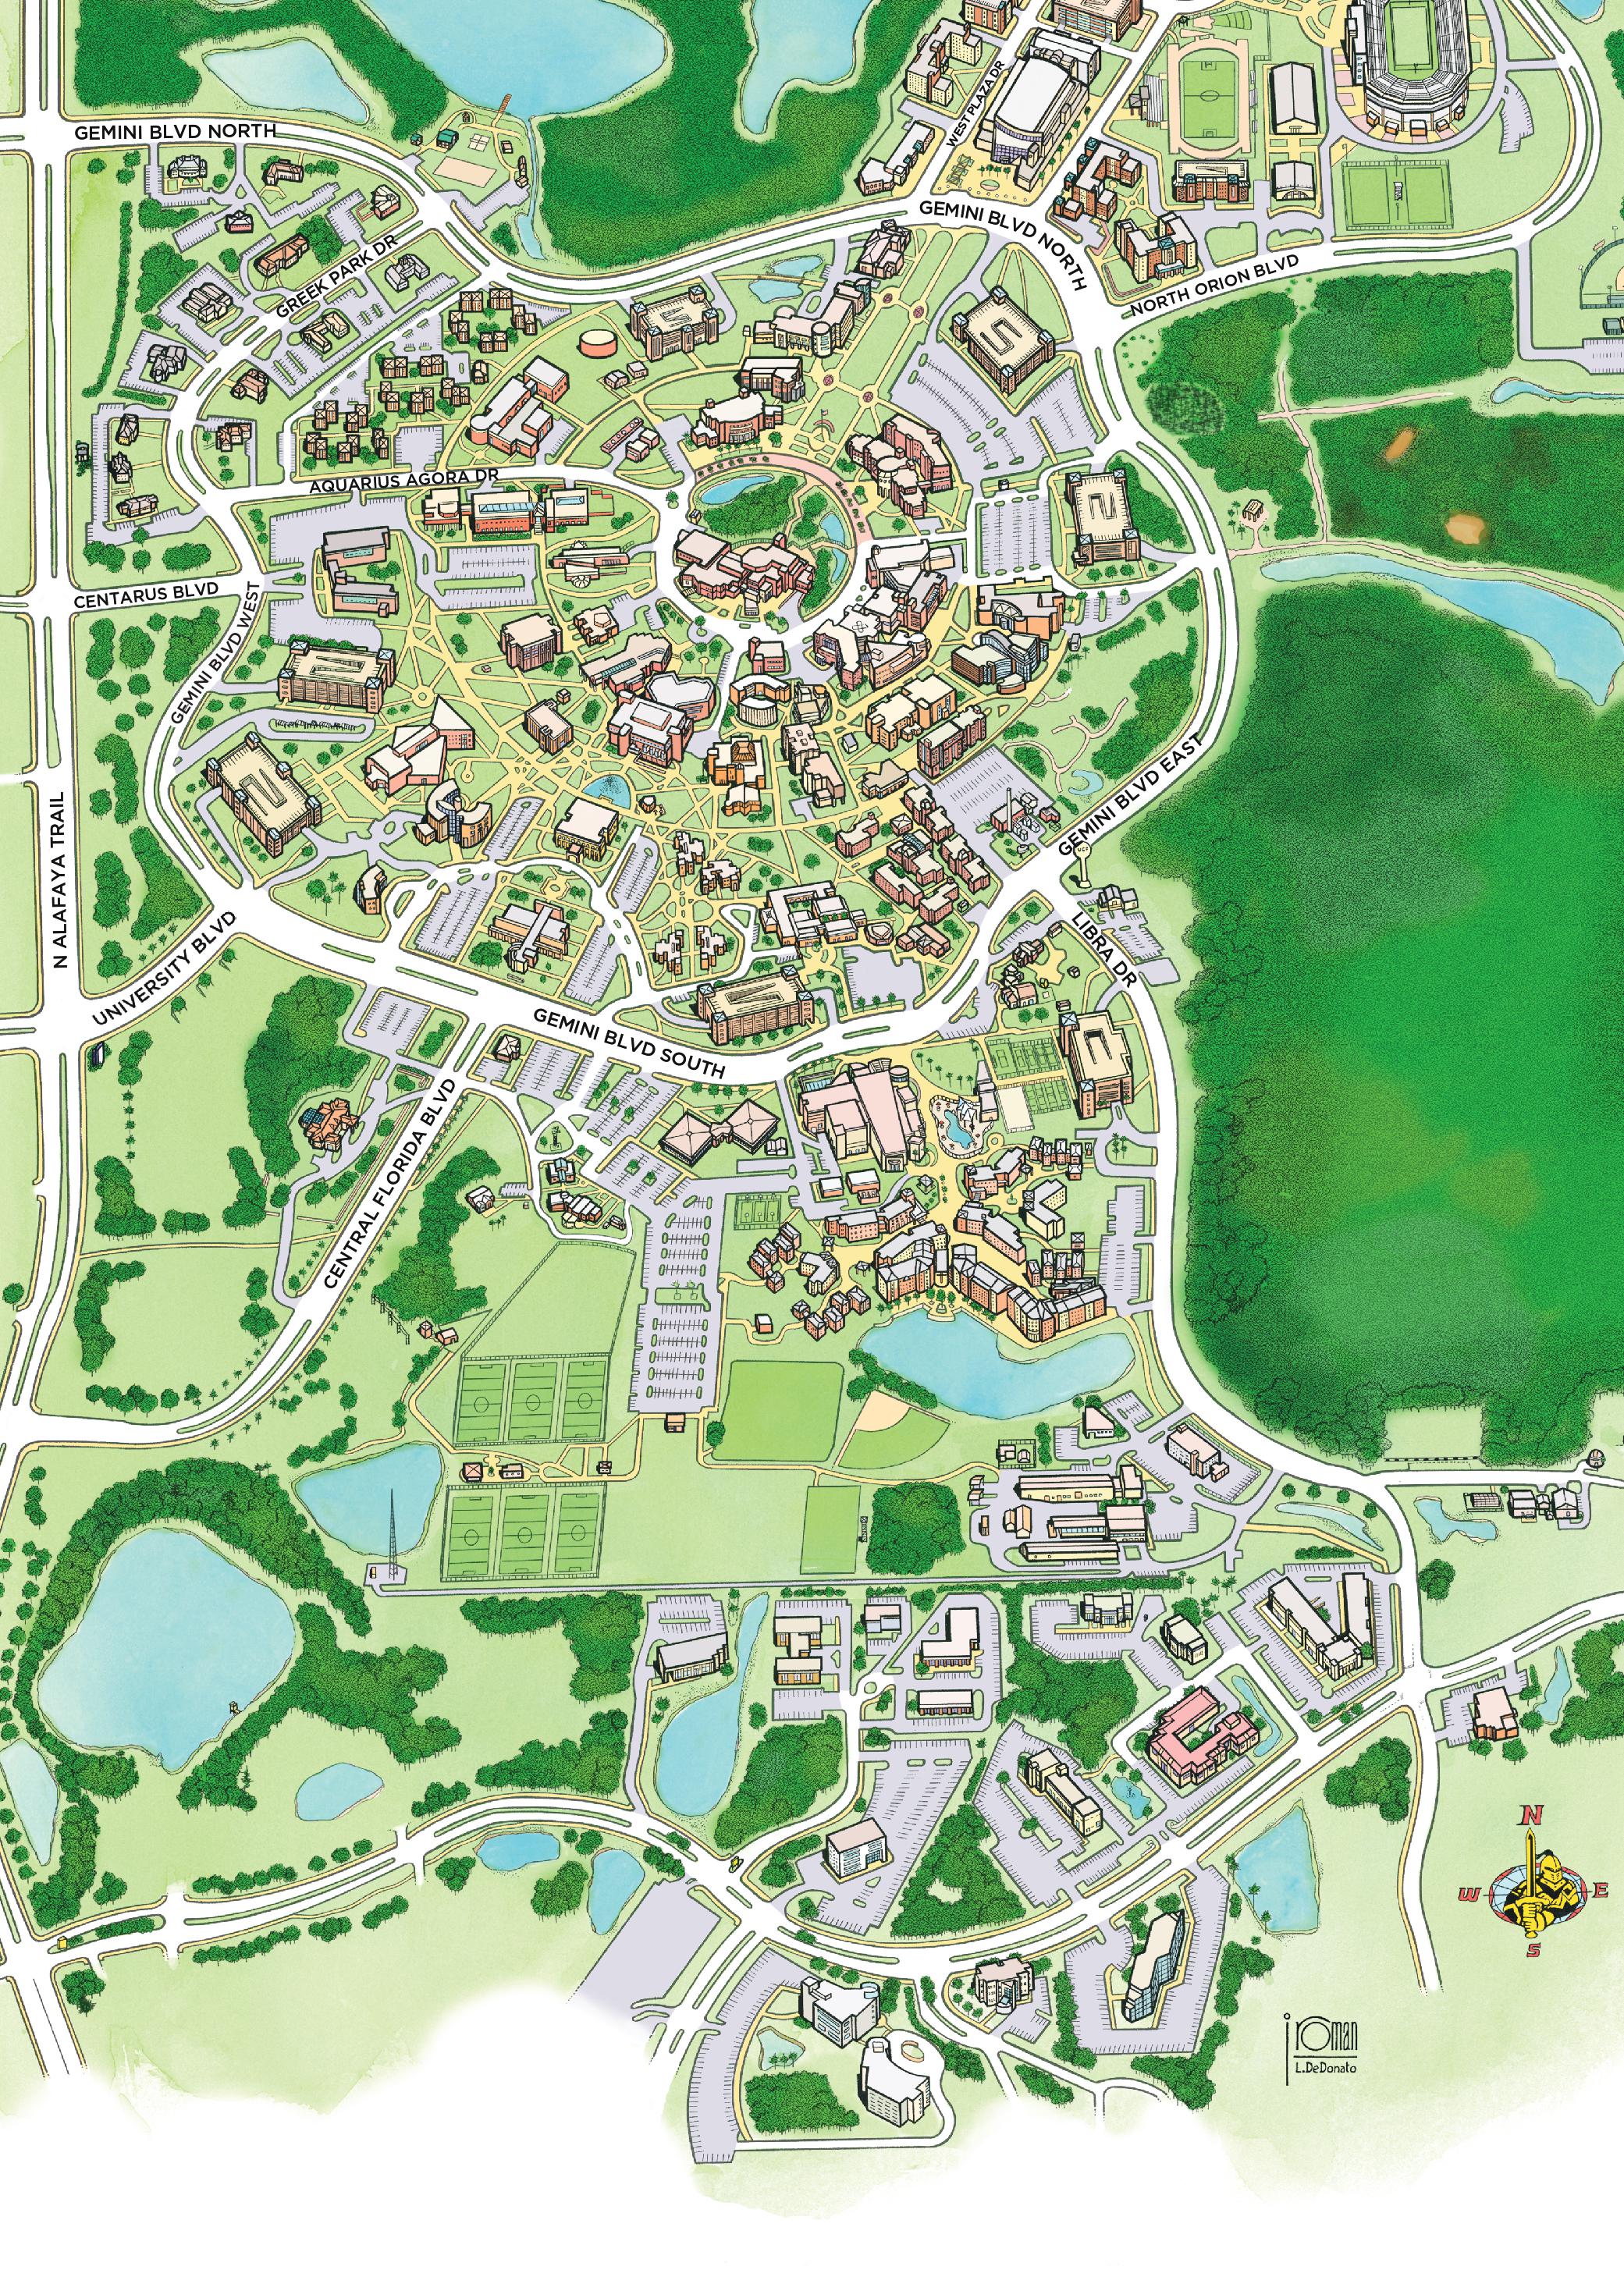 GEMINI BLVD NORTH
WEST PLAZA DR
GEMINI BLVD NORTH
GREEK PARK DR
NORTH ORION BLVD
AQUARIUS AGORA DR
CENTARUS BLVD
GEMINI BLVD WEST
GEMINI BLVD EAST
N ALAFAYA TRAIL
UCF
LIBRA DR
UNIVERSITY BLVD
GEMINI BLVD SOUTH
CENTRAL FLORIDA BLVD
N
W E
S
jroman
L.DeDonato